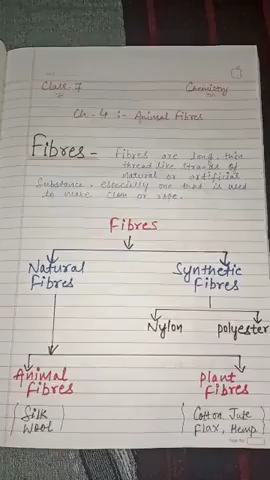 Class 7 Chemistry
Ch-4 :- Animal Fibres
Fibres - Fibres are long, thin
thread like strands of
natural or artificial
Substance, especially one that is used
to make cloth or rope.
Fibres
Natural Fibres
Synthetic Fibres
Nylon polyester
Animal Fibres
Plant Fibres
(Silk
Wool)
(Cotton, Jute
Flax, Hemp)